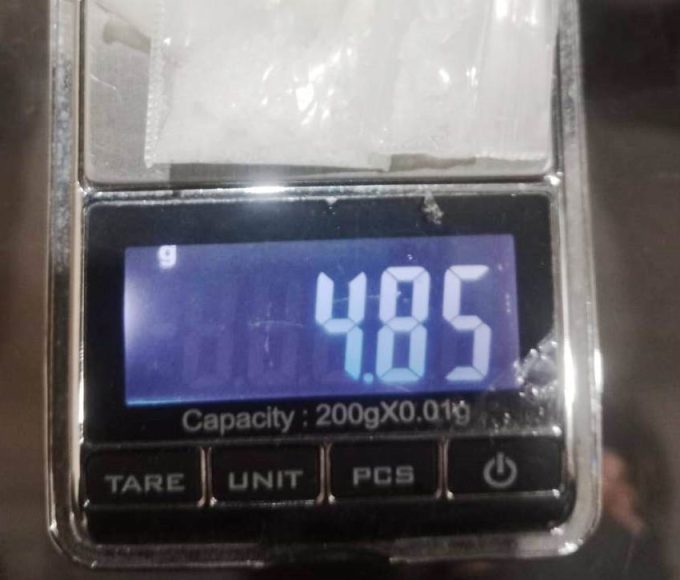 g
4.85
Capacity : 200gX0.01g
TARE UNIT PCS